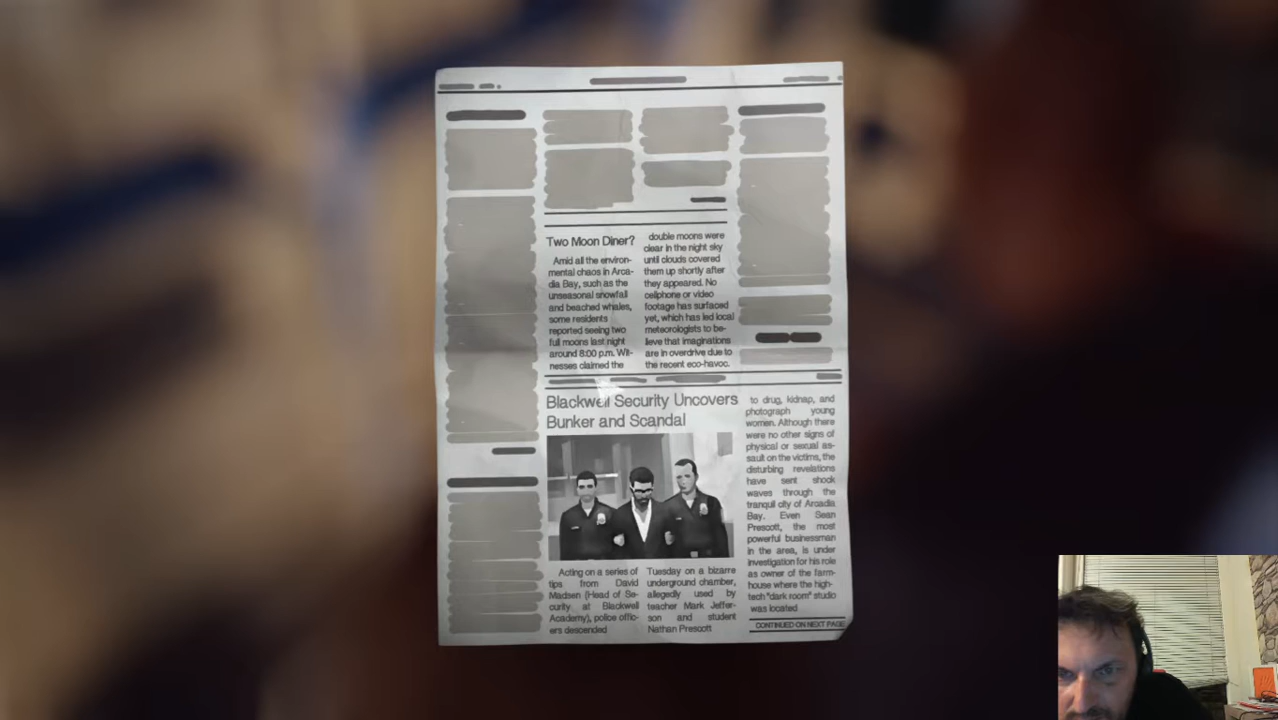 Two Moon Diner?
Amid all the environ-
mental chaos in Arca-
dia Bay, such as the
unseasonal snowfall
and beached whales,
some residents
reported seeing two
full moons last night
around 8:00 p.m. Wit-
nesses claimed the
double moons were
clear in the night sky
until clouds covered
them up shortly after
they appeared. No
cellphone or video
footage has surfaced
yet, which has led local
meteorologists to be-
lieve that imaginations
are in overdrive due to
the recent eco-havoc.
Blackwell Security Uncovers
Bunker and Scandal
Acting on a series of
tips from David
Madsen (Head of Se-
curity at Blackwell
Academy), police offic-
ers descended
Tuesday on a bizarre
underground chamber,
allegedly used by
teacher Mark Jeffer-
son and student
Nathan Prescott
to drug, kidnap, and
photograph young
women. Although there
were no other signs of
physical or sexual as-
sault on the victims, the
disturbing revelations
have sent shock
waves through the
tranquil city of Arcadia
Bay. Even Sean
Prescott, the most
powerful businessman
in the area, is under
investigation for his role
as owner of the farm-
house where the high-
tech "dark room" studio
was located
CONTINUED ON NEXT PAGE